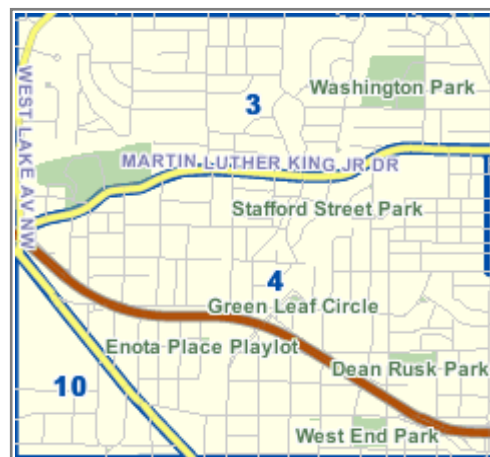 Washington Park
3
WEST LAKE AV NW
MARTIN LUTHER KING JR DR
Stafford Street Park
4
Green Leaf Circle
Enota Place Playlot
Dean Rusk Park
10
West End Park